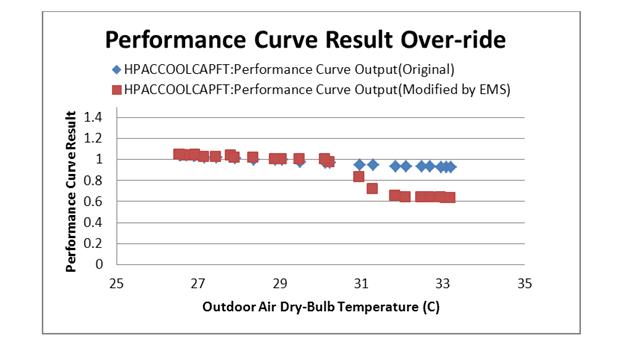 Performance Curve Result Over-ride
HPACCOOLCAPFT:Performance Curve Output(Original)
HPACCOOLCAPFT:Performance Curve Output(Modified by EMS)
Performance Curve Result
1.4
1.2
1
0.8
0.6
0.4
0.2
0
25 27 29 31 33 35
Outdoor Air Dry-Bulb Temperature (C)